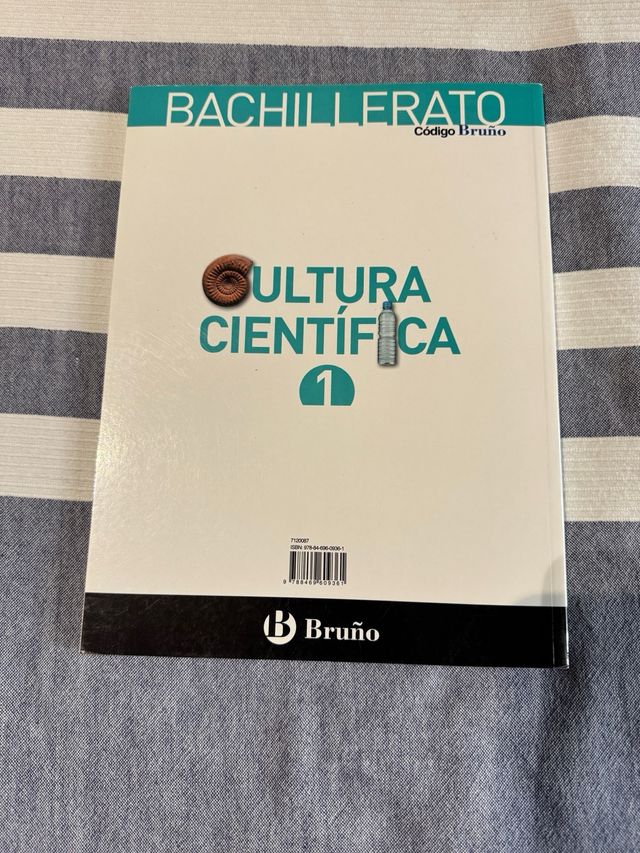 BACHILLERATO
Código Bruño
CULTURA
CIENTÍFICA
1
7120087
ISBN: 978-84-696-0936-1
9 788469 609361
B Bruño